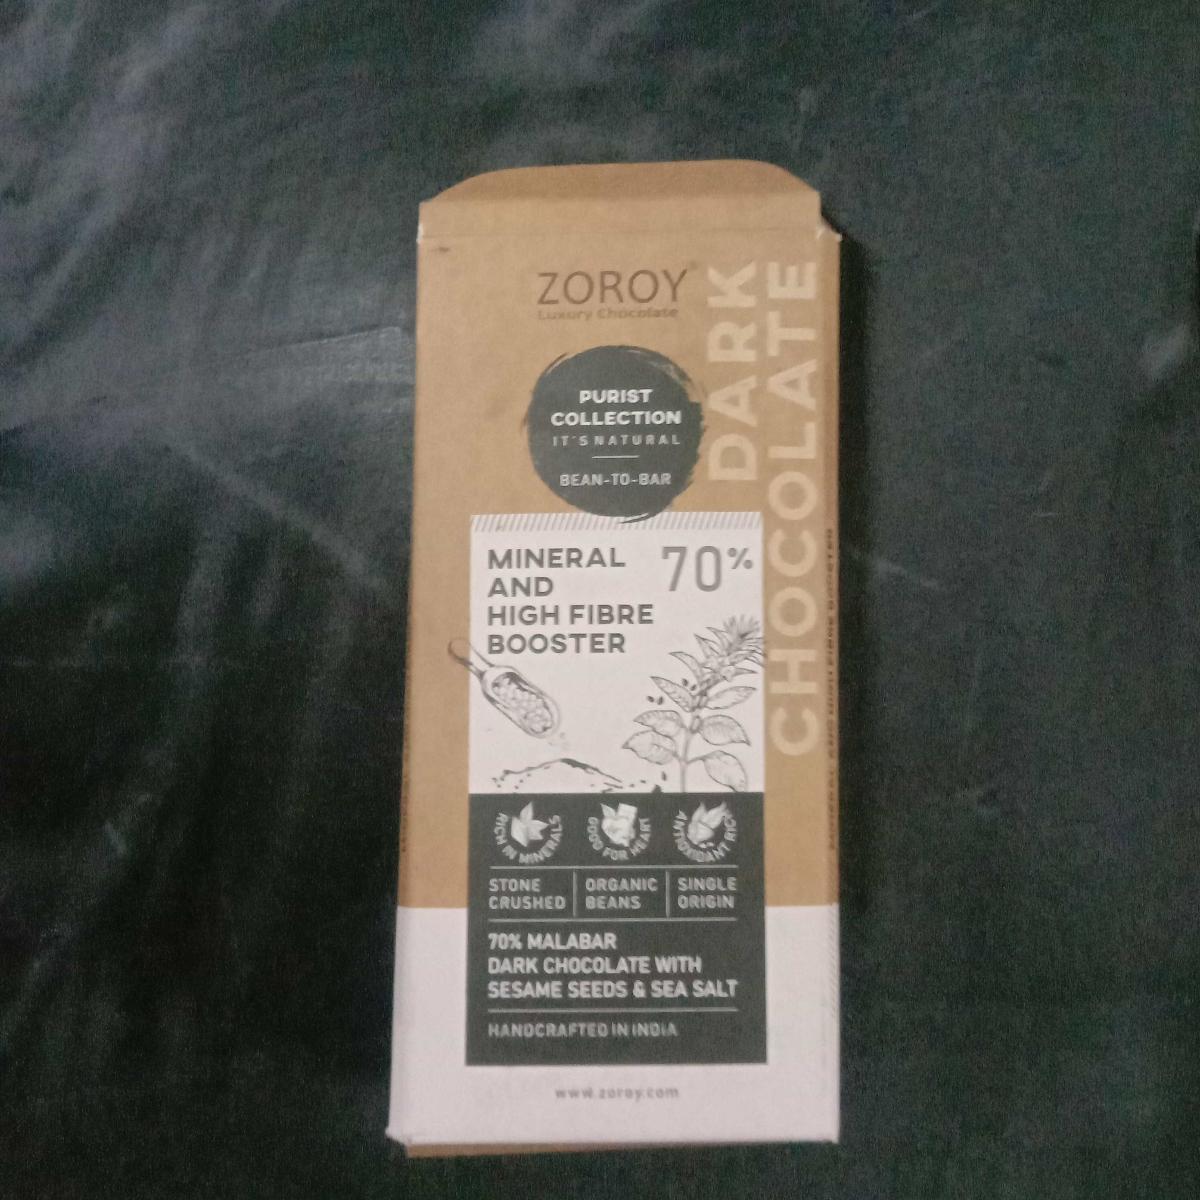 ZOROY
Luxury Chocolate
DARK
CHOCOLATE
PURIST
COLLECTION
IT'S NATURAL
BEAN-TO-BAR
MINERAL
AND
HIGH FIBRE
BOOSTER
70%
RICH IN MINERALS
GOOD FOR HEART
ANTIOXIDANT RICH
STONE
CRUSHED
ORGANIC
BEANS
SINGLE
ORIGIN
70% MALABAR
DARK CHOCOLATE WITH
SESAME SEEDS & SEA SALT
HANDCRAFTED IN INDIA
www.zoroy.com